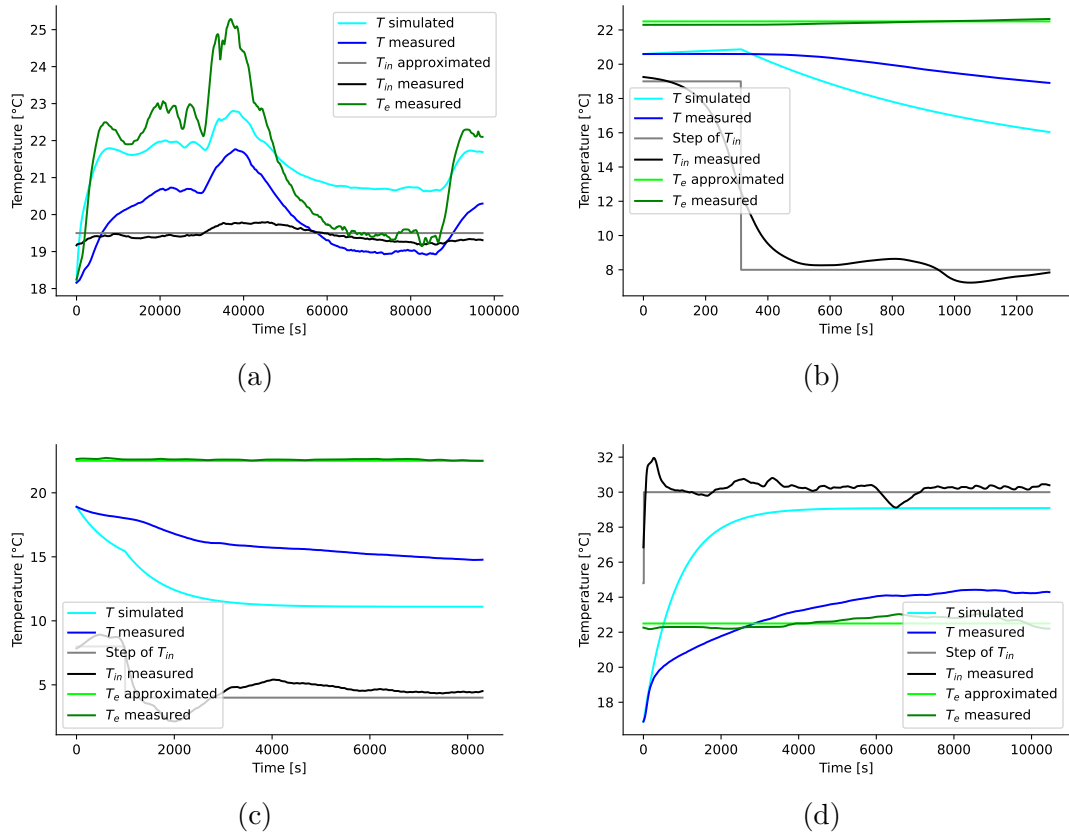 25
24
23
22
21
20
19
18
Temperature [°C]
T simulated
T measured
T_in approximated
T_in measured
T_e measured
0 20000 40000 60000 80000 100000
Time [s]
(a)
22
20
18
16
14
12
10
8
Temperature [°C]
T simulated
T measured
Step of T_in
T_in measured
T_e approximated
T_e measured
0 200 400 600 800 1000 1200
Time [s]
(b)
20
15
10
5
Temperature [°C]
T simulated
T measured
Step of T_in
T_in measured
T_e approximated
T_e measured
0 2000 4000 6000 8000
Time [s]
(c)
32
30
28
26
24
22
20
18
Temperature [°C]
T simulated
T measured
Step of T_in
T_in measured
T_e approximated
T_e measured
0 2000 4000 6000 8000 10000
Time [s]
(d)